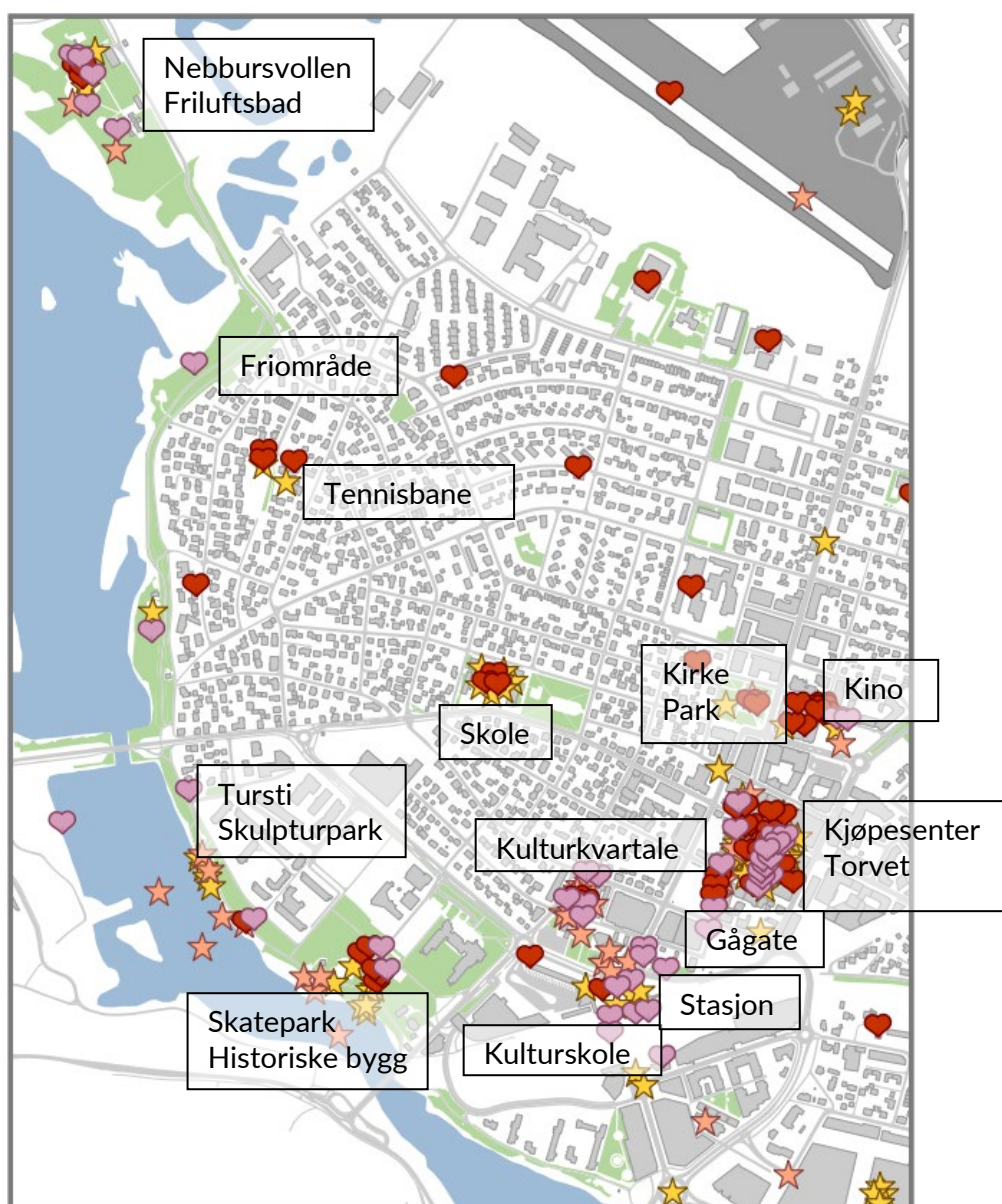 Nebbursvollen
Friluftsbad
Friområde
Tennisbane
Kirke
Park
Kino
Skole
Tursti
Skulpturpark
Kulturkvartale
Kjøpesenter
Torvet
Gågate
Stasjon
Skatepark
Historiske bygg
Kulturskole